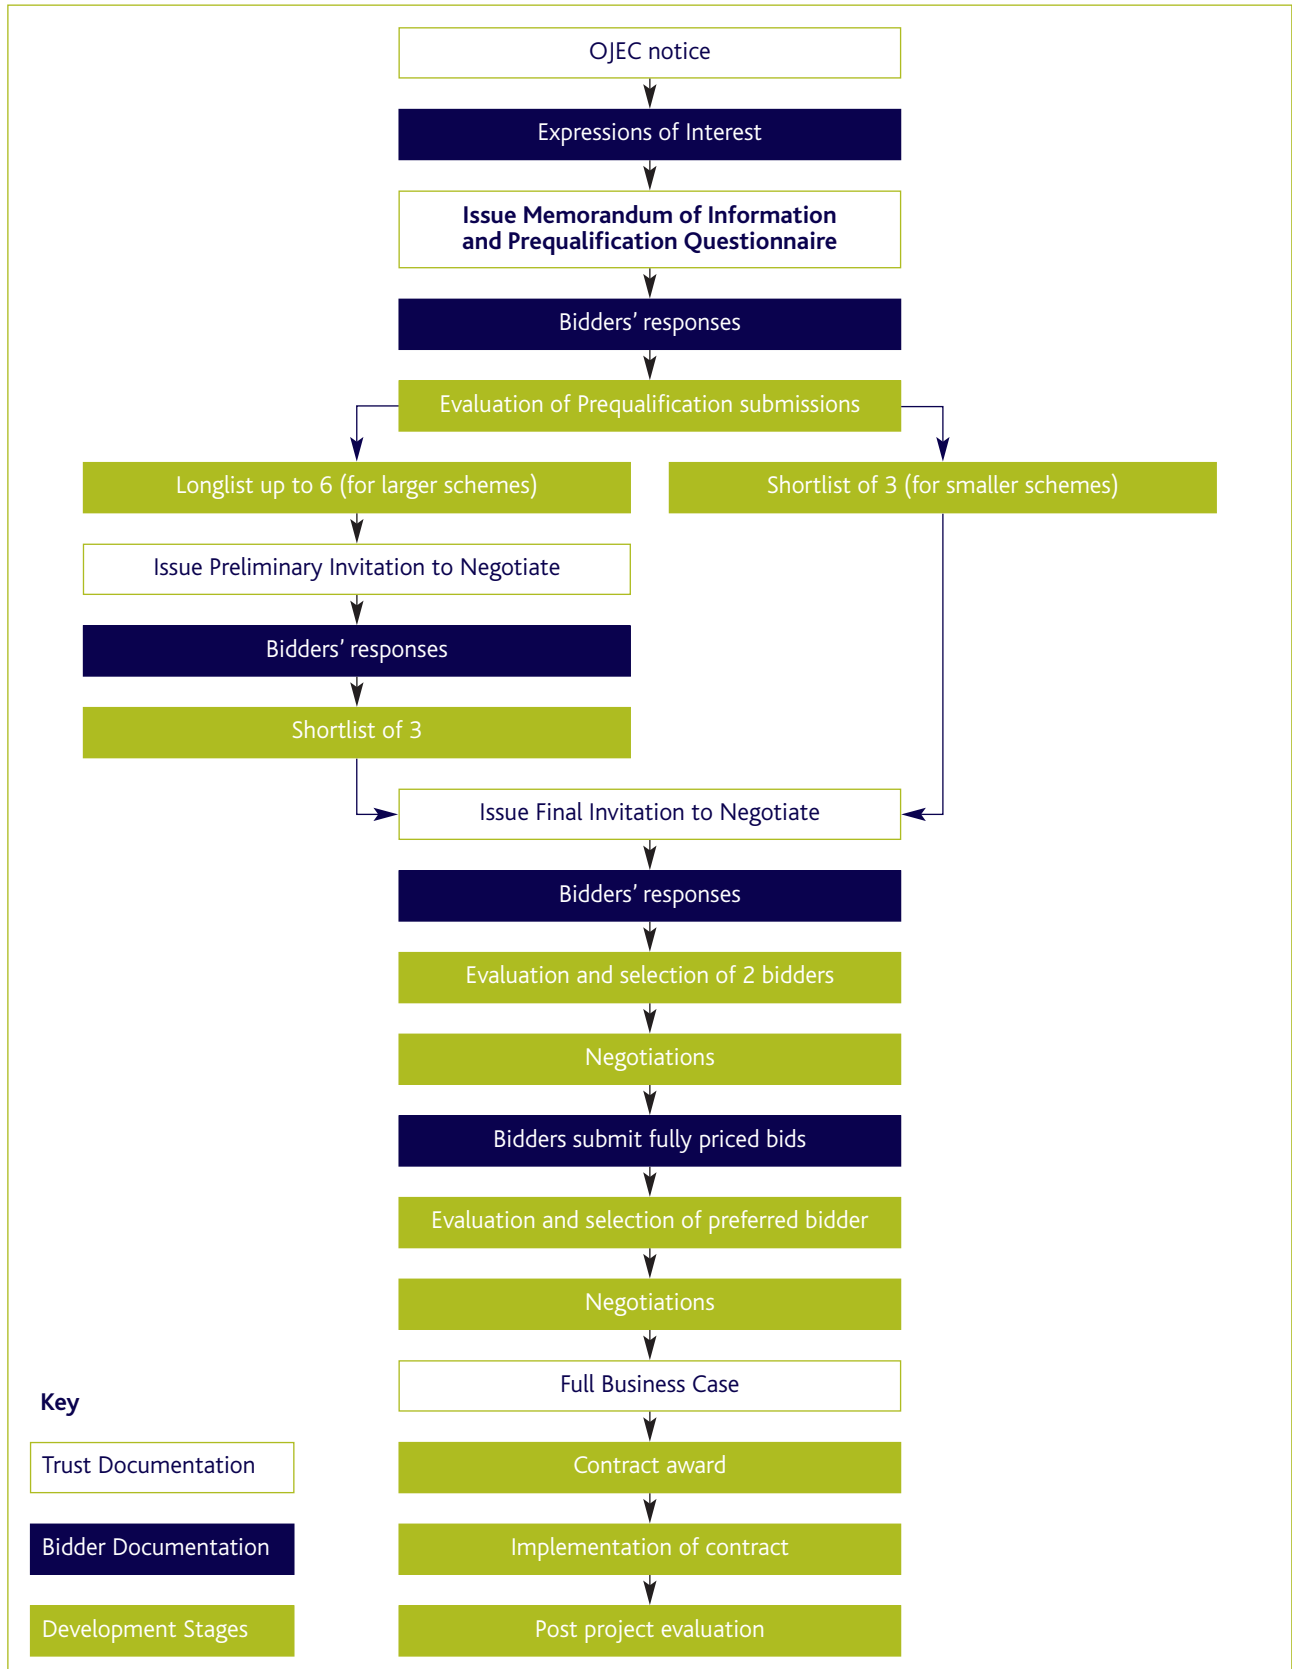 OJEC notice
Expressions of Interest
Issue Memorandum of Information
and Prequalification Questionnaire
Bidders’ responses
Evaluation of Prequalification submissions
Longlist up to 6 (for larger schemes)
Shortlist of 3 (for smaller schemes)
Issue Preliminary Invitation to Negotiate
Bidders’ responses
Shortlist of 3
Issue Final Invitation to Negotiate
Bidders’ responses
Evaluation and selection of 2 bidders
Negotiations
Bidders submit fully priced bids
Evaluation and selection of preferred bidder
Negotiations
Full Business Case
Contract award
Implementation of contract
Post project evaluation
Key
Trust Documentation
Bidder Documentation
Development Stages